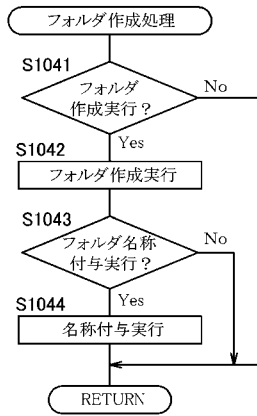 フォルダ作成処理
S1041
フォルダ
作成実行？
No
Yes
S1042
フォルダ作成実行
S1043
フォルダ名称
付与実行？
No
Yes
S1044
名称付与実行
RETURN